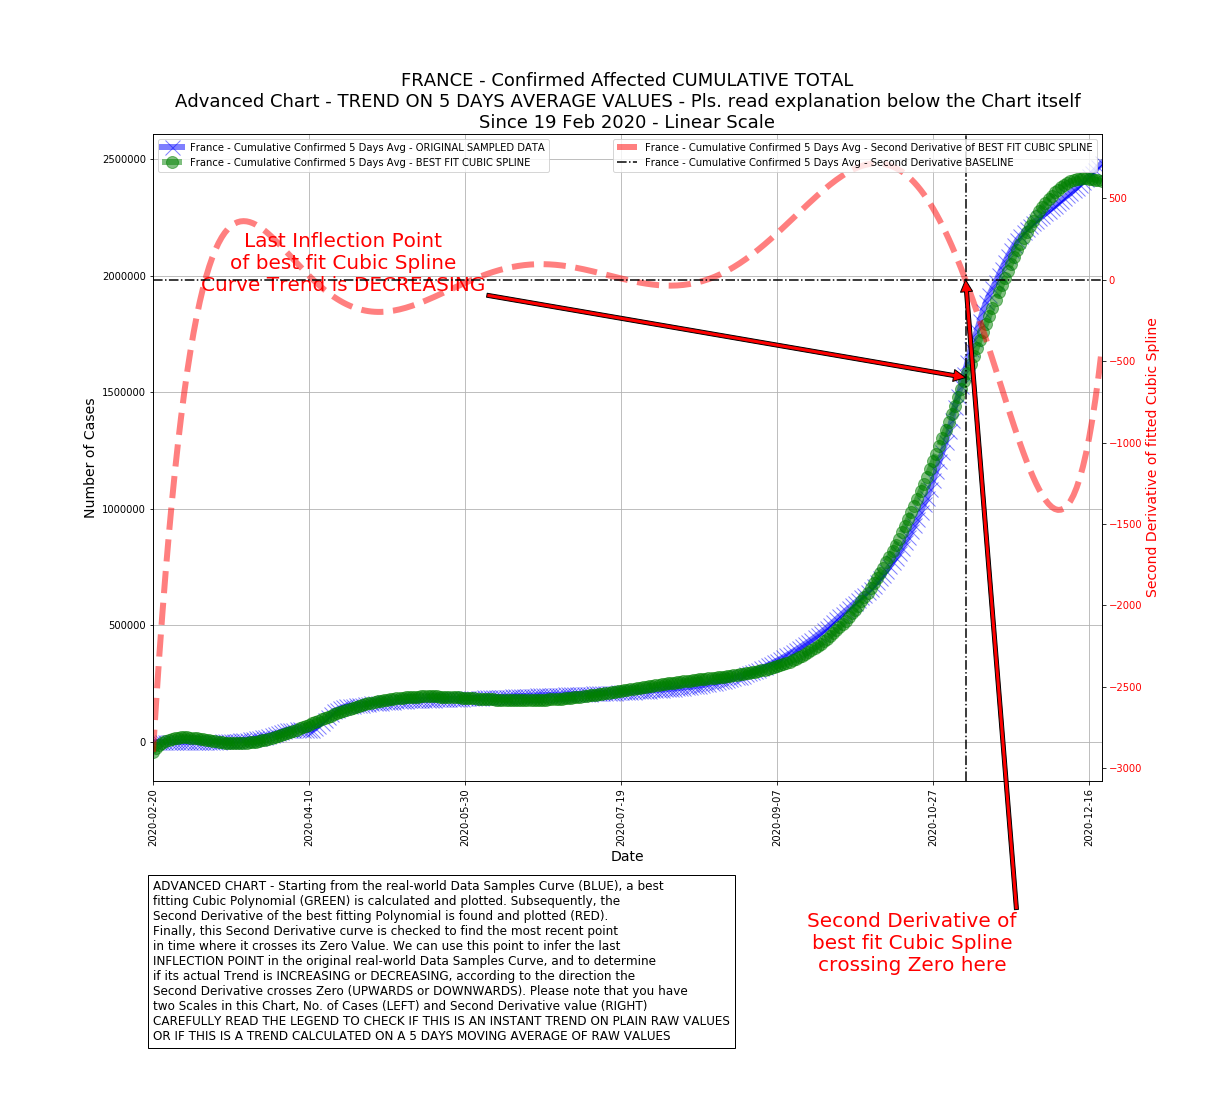 FRANCE - Confirmed Affected CUMULATIVE TOTAL
Advanced Chart - TREND ON 5 DAYS AVERAGE VALUES - Pls. read explanation below the Chart itself
Since 19 Feb 2020 - Linear Scale
France - Cumulative Confirmed 5 Days Avg - ORIGINAL SAMPLED DATA
France - Cumulative Confirmed 5 Days Avg - BEST FIT CUBIC SPLINE
France - Cumulative Confirmed 5 Days Avg - Second Derivative of BEST FIT CUBIC SPLINE
France - Cumulative Confirmed 5 Days Avg - Second Derivative BASELINE
Last Inflection Point
of best fit Cubic Spline
Curve Trend is DECREASING
Number of Cases
2500000
2000000
1500000
1000000
500000
0
500
0
−500
−1000
−1500
−2000
−2500
−3000
Second Derivative of fitted Cubic Spline
2020-02-20
2020-04-10
2020-05-30
2020-07-19
2020-09-07
2020-10-27
2020-12-16
Date
Second Derivative of
best fit Cubic Spline
crossing Zero here
ADVANCED CHART - Starting from the real-world Data Samples Curve (BLUE), a best
fitting Cubic Polynomial (GREEN) is calculated and plotted. Subsequently, the
Second Derivative of the best fitting Polynomial is found and plotted (RED).
Finally, this Second Derivative curve is checked to find the most recent point
in time where it crosses its Zero Value. We can use this point to infer the last
INFLECTION POINT in the original real-world Data Samples Curve, and to determine
if its actual Trend is INCREASING or DECREASING, according to the direction the
Second Derivative crosses Zero (UPWARDS or DOWNWARDS). Please note that you have
two Scales in this Chart, No. of Cases (LEFT) and Second Derivative value (RIGHT)
CAREFULLY READ THE LEGEND TO CHECK IF THIS IS AN INSTANT TREND ON PLAIN RAW VALUES
OR IF THIS IS A TREND CALCULATED ON A 5 DAYS MOVING AVERAGE OF RAW VALUES